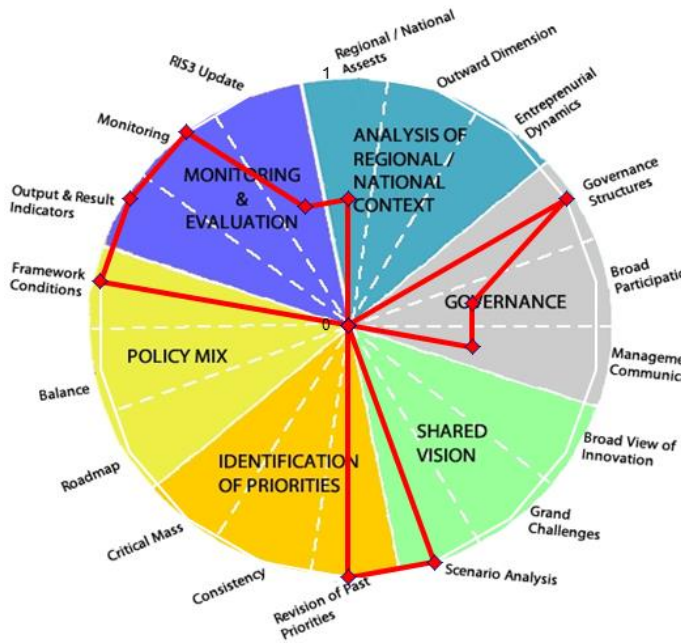 Regional / National
Assests
1
Outward Dimension
Entreprenurial
Dynamics
RIS3 Update
Monitoring
Output & Result
Indicators
Framework
Conditions
Balance
Roadmap
Critical Mass
Consistency
Revision of Past
Priorities
Scenario Analysis
Grand
Challenges
Broad View of
Innovation
Management
Communic
Broad
Participatio
Governance
Structures
ANALYSIS OF
REGIONAL /
NATIONAL
CONTEXT
MONITORING
&
EVALUATION
0
GOVERNANCE
POLICY MIX
SHARED
VISION
IDENTIFICATION
OF PRIORITIES